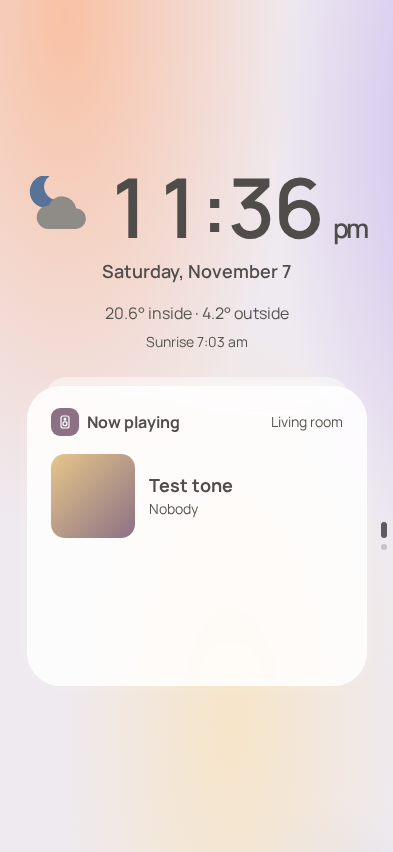 11:36 pm
Saturday, November 7
20.6° inside · 4.2° outside
Sunrise 7:03 am
Now playing
Living room
Test tone
Nobody